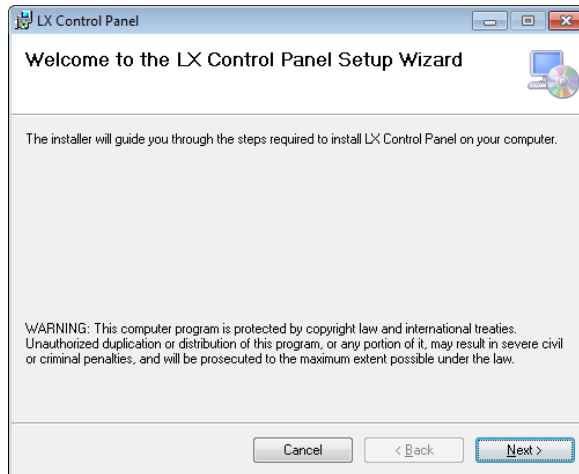 LX Control Panel
Welcome to the LX Control Panel Setup Wizard
The installer will guide you through the steps required to install LX Control Panel on your computer.
WARNING: This computer program is protected by copyright law and international treaties.
Unauthorized duplication or distribution of this program, or any portion of it, may result in severe civil
or criminal penalties, and will be prosecuted to the maximum extent possible under the law.
Cancel
< Back
Next >